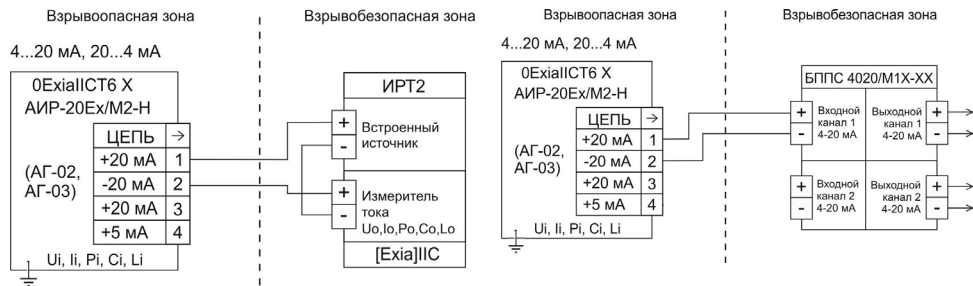 Взрывоопасная зона
Взрывобезопасная зона
4...20 мА, 20...4 мА
0ExiaIICT6 X
АИР-20Ex/M2-H
ЦЕПЬ →
+20 мА 1
-20 мА 2
+20 мА 3
+5 мА 4
(АГ-02,
АГ-03)
Ui, Ii, Pi, Ci, Li
ИРТ2
+
-
Встроенный
источник
+
-
Измеритель
тока
Uo,Io,Po,Co,Lo
[Exia]IIC
Взрывоопасная зона
Взрывобезопасная зона
4...20 мА, 20...4 мА
0ExiaIICT6 X
АИР-20Ex/M2-H
ЦЕПЬ →
+20 мА 1
-20 мА 2
+20 мА 3
+5 мА 4
(АГ-02,
АГ-03)
Ui, Ii, Pi, Ci, Li
БППС 4020/М1Х-ХХ
+
-
Входной
канал 1
4-20 мА
Выходной
канал 1
4-20 мА
+
-
+
-
Входной
канал 2
4-20 мА
Выходной
канал 2
4-20 мА
+
-